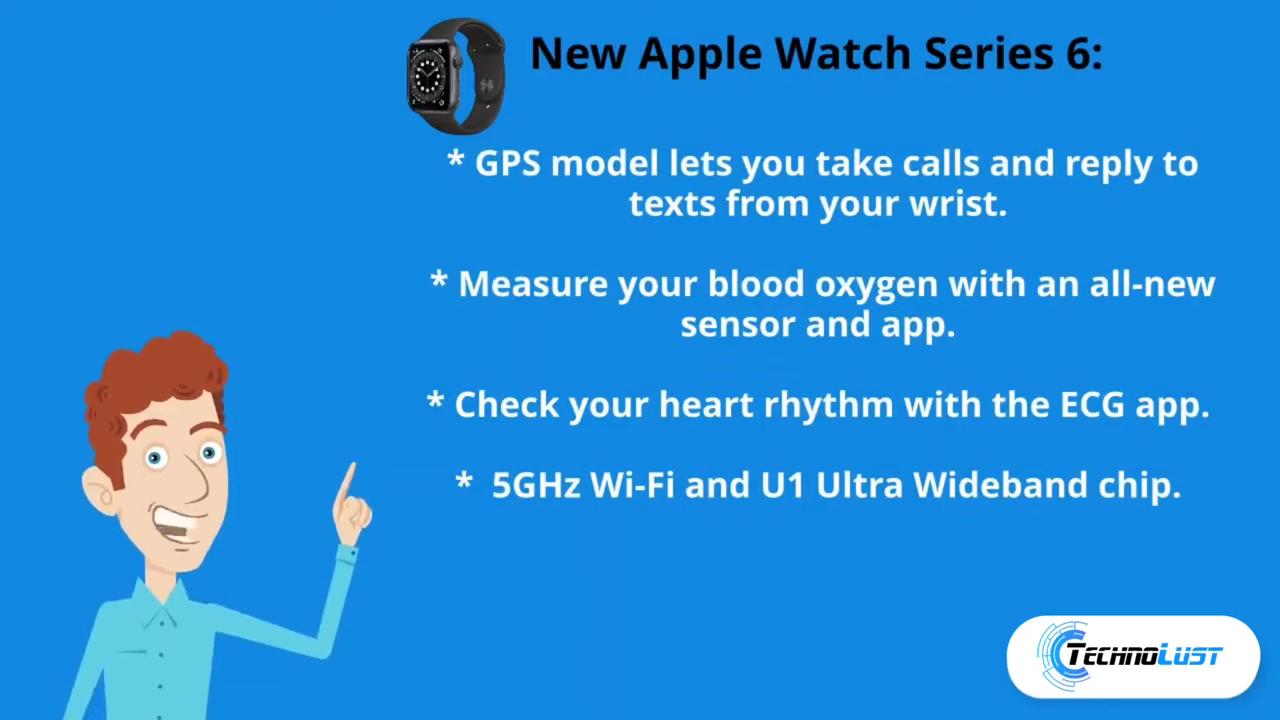 New Apple Watch Series 6:
* GPS model lets you take calls and reply to
texts from your wrist.
* Measure your blood oxygen with an all-new
sensor and app.
* Check your heart rhythm with the ECG app.
* 5GHz Wi-Fi and U1 Ultra Wideband chip.
TECHNOLUST